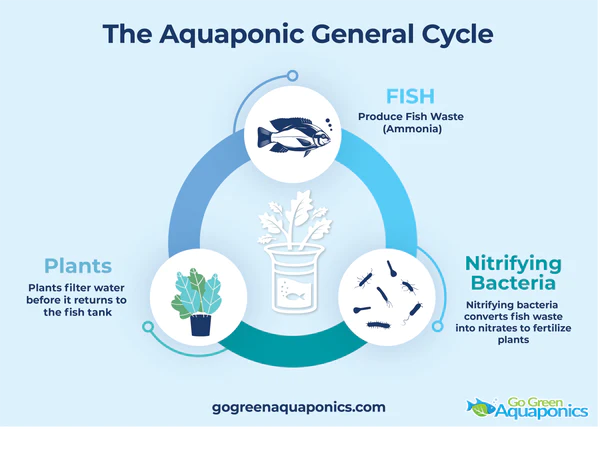 The Aquaponic General Cycle
FISH
Produce Fish Waste
(Ammonia)
Plants
Plants filter water
before it returns to
the fish tank
Nitrifying
Bacteria
Nitrifying bacteria
converts fish waste
into nitrates to fertilize
plants
gogreenaquaponics.com
Go Green
Aquaponics